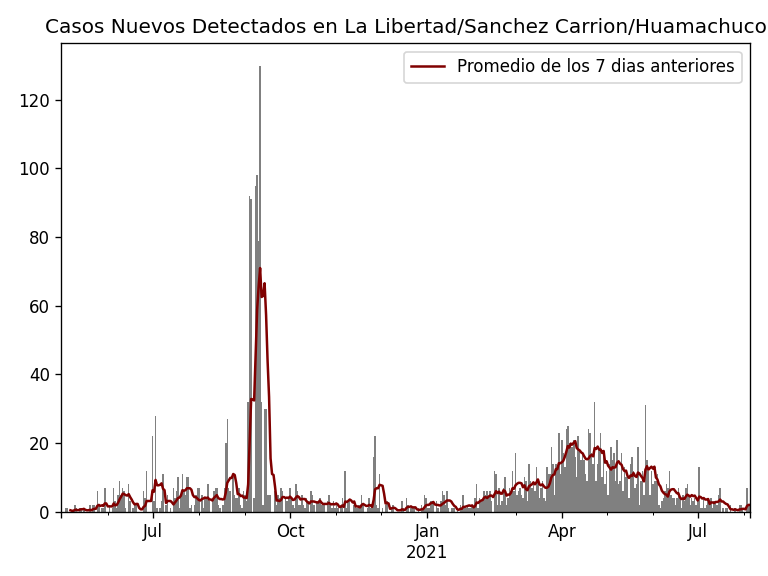 Casos Nuevos Detectados en La Libertad/Sanchez Carrion/Huamachuco
Promedio de los 7 dias anteriores
120
100
80
60
40
20
0
Jul
Oct
Jan
2021
Apr
Jul